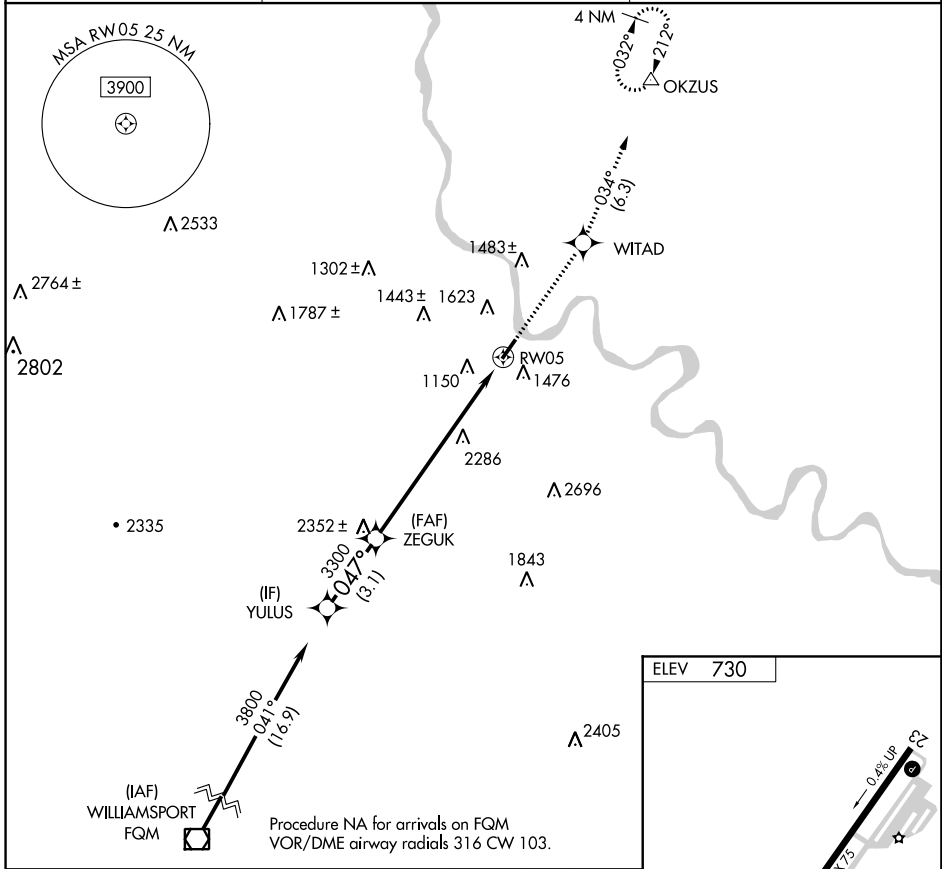 MSA RW05 25 NM
3900
4 NM
032°
212°
OKZUS
034°
(6.3)
2533
WITAD
1483±
1302±
2764±
1443±
1623
1787±
RW05
2802
1150
1476
2286
2696
2335
2352±
(FAF)
ZEGUK
3300
047°
(3.1)
1843
(IF)
YULUS
3800
041°
(16.9)
2405
(IAF)
WILLIAMSPORT
FQM
Procedure NA for arrivals on FQM
VOR/DME airway radials 316 CW 103.
ELEV 730
23
0.4% UP
X 75
P